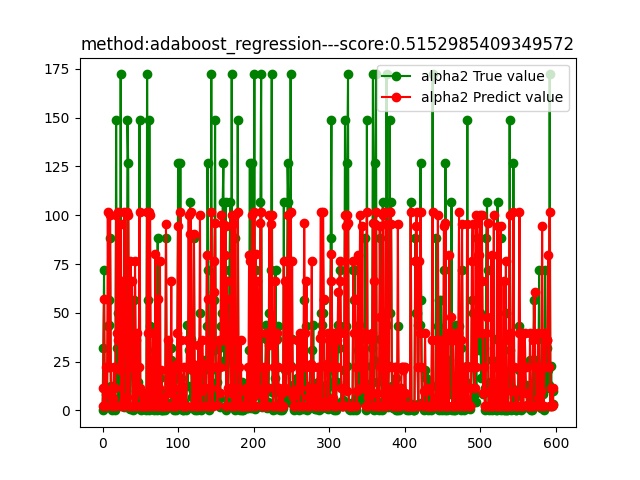 method:adaboost_regression---score:0.5152985409349572
alpha2 True value
alpha2 Predict value
175
150
125
100
75
50
25
0
0 100 200 300 400 500 600